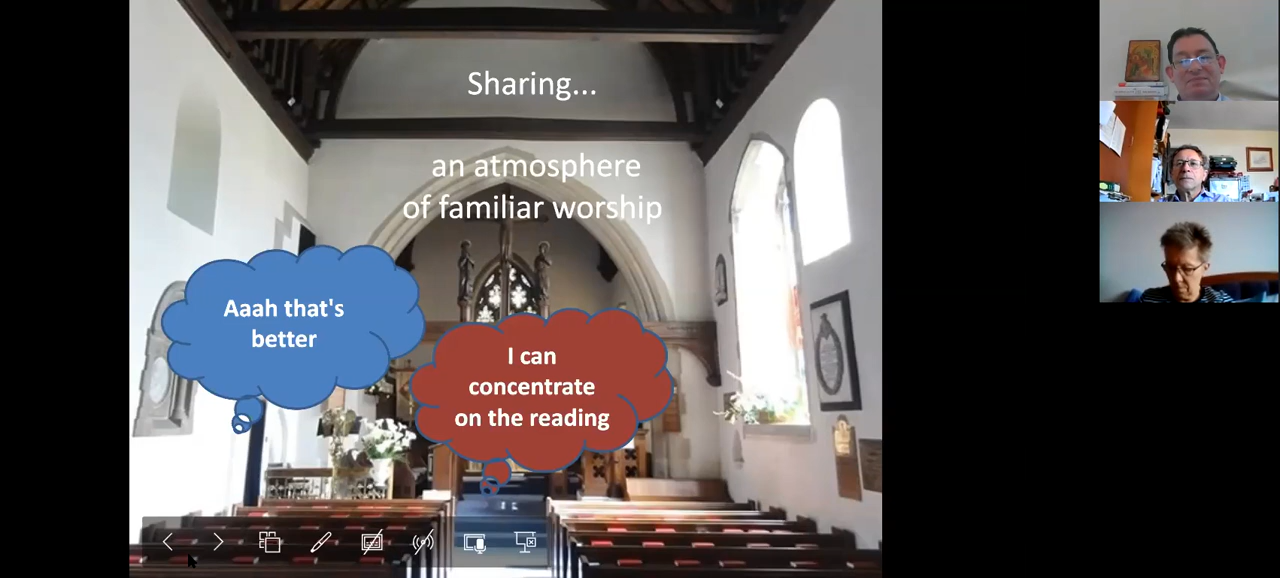 Sharing...
an atmosphere
of familiar worship
Aaah that's
better
I can
concentrate
on the reading